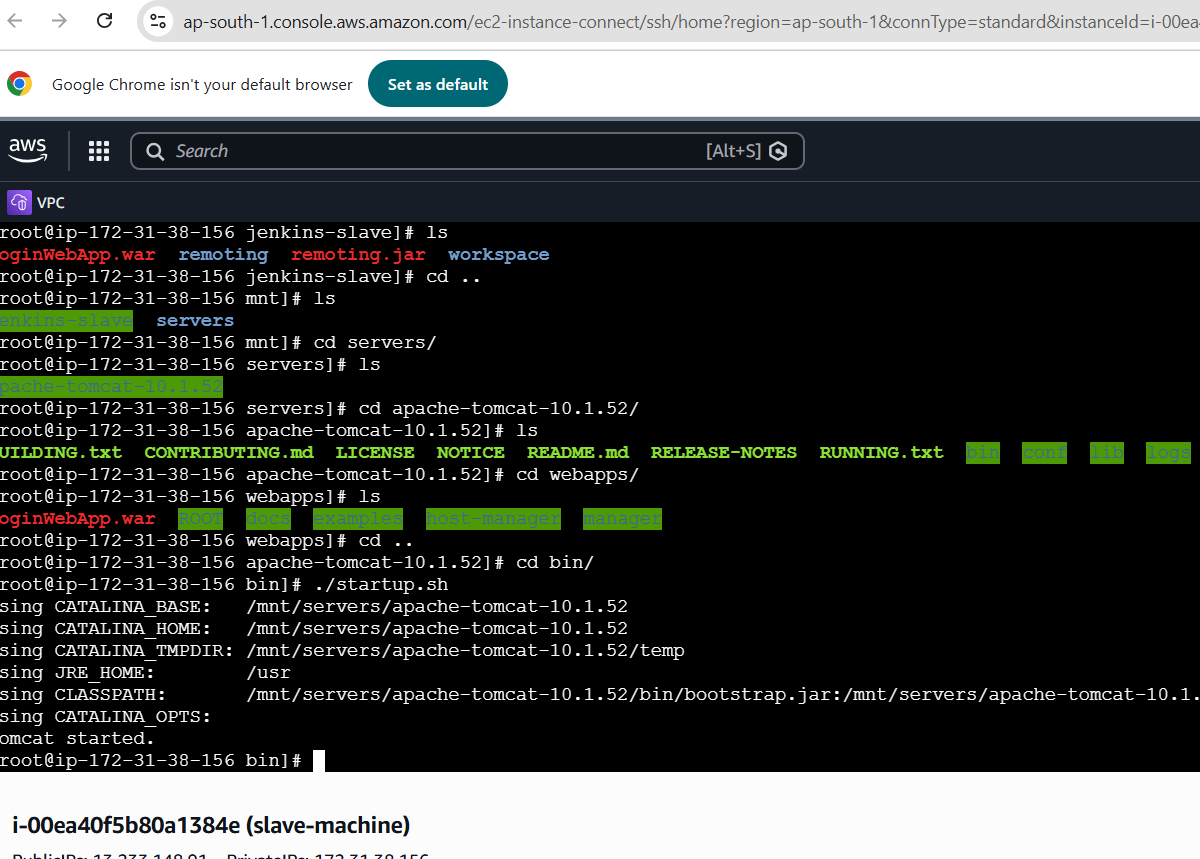 ap-south-1.console.aws.amazon.com/ec2-instance-connect/ssh/home?region=ap-south-1&connType=standard&instanceId=i-00ea
Google Chrome isn't your default browser Set as default
aws Search [Alt+S]
VPC
root@ip-172-31-38-156 jenkins-slave]# ls
oginWebApp.war remoting remoting.jar workspace
root@ip-172-31-38-156 jenkins-slave]# cd ..
root@ip-172-31-38-156 mnt]# ls
enkins-slave servers
root@ip-172-31-38-156 mnt]# cd servers/
root@ip-172-31-38-156 servers]# ls
pache-tomcat-10.1.52
root@ip-172-31-38-156 servers]# cd apache-tomcat-10.1.52/
root@ip-172-31-38-156 apache-tomcat-10.1.52]# ls
UILDING.txt CONTRIBUTING.md LICENSE NOTICE README.md RELEASE-NOTES RUNNING.txt bin conf lib logs
root@ip-172-31-38-156 apache-tomcat-10.1.52]# cd webapps/
root@ip-172-31-38-156 webapps]# ls
oginWebApp.war ROOT docs examples host-manager manager
root@ip-172-31-38-156 webapps]# cd ..
root@ip-172-31-38-156 apache-tomcat-10.1.52]# cd bin/
root@ip-172-31-38-156 bin]# ./startup.sh
sing CATALINA_BASE: /mnt/servers/apache-tomcat-10.1.52
sing CATALINA_HOME: /mnt/servers/apache-tomcat-10.1.52
sing CATALINA_TMPDIR: /mnt/servers/apache-tomcat-10.1.52/temp
sing JRE_HOME: /usr
sing CLASSPATH: /mnt/servers/apache-tomcat-10.1.52/bin/bootstrap.jar:/mnt/servers/apache-tomcat-10.1.
sing CATALINA_OPTS:
omcat started.
root@ip-172-31-38-156 bin]#
i-00ea40f5b80a1384e (slave-machine)
PublicIPs: 13.233.148.91 PrivateIPs: 172.31.38.156